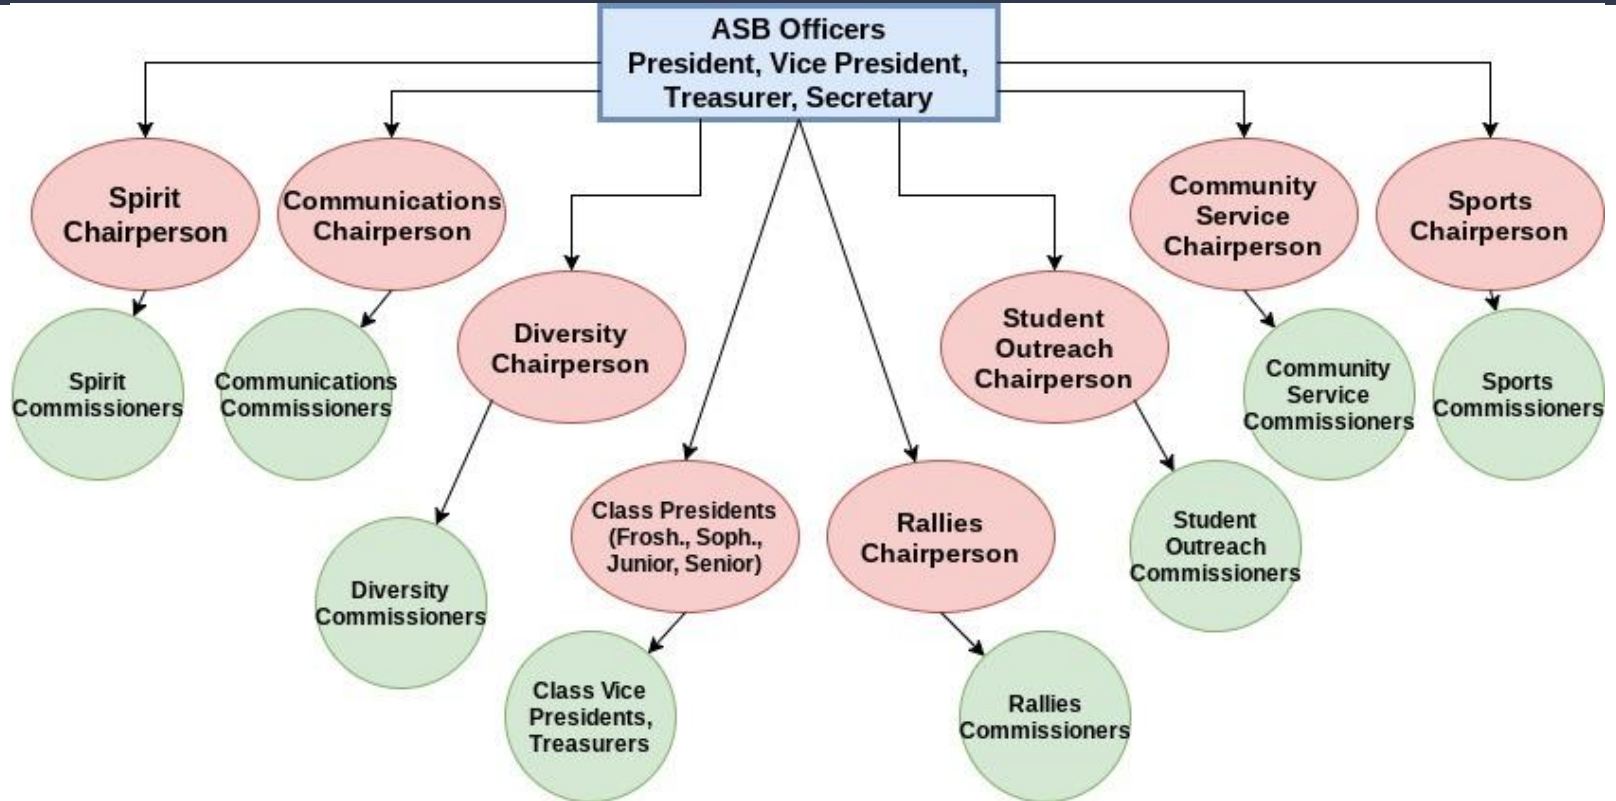 ASB Officers
President, Vice President,
Treasurer, Secretary
Spirit
Chairperson
Communications
Chairperson
Community
Service
Chairperson
Sports
Chairperson
Diversity
Chairperson
Student
Outreach
Chairperson
Spirit
Commissioners
Communications
Commissioners
Community
Service
Commissioners
Sports
Commissioners
Class Presidents
(Frosh., Soph.,
Junior, Senior)
Rallies
Chairperson
Student
Outreach
Commissioners
Diversity
Commissioners
Class Vice
Presidents,
Treasurers
Rallies
Commissioners